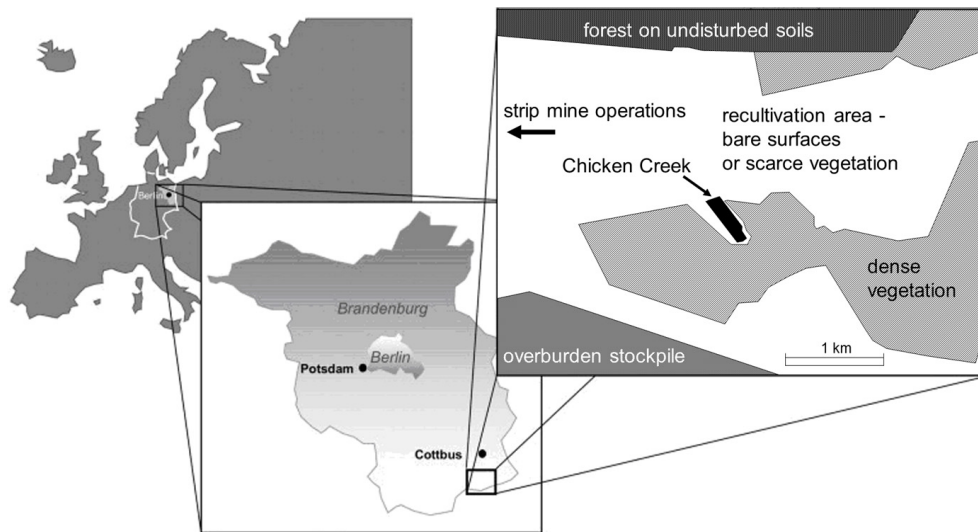 forest on undisturbed soils
strip mine operations
recultivation area -
bare surfaces
or scarce vegetation
Chicken Creek
dense
vegetation
overburden stockpile
1 km
Berlin
Brandenburg
Berlin
Potsdam
Cottbus